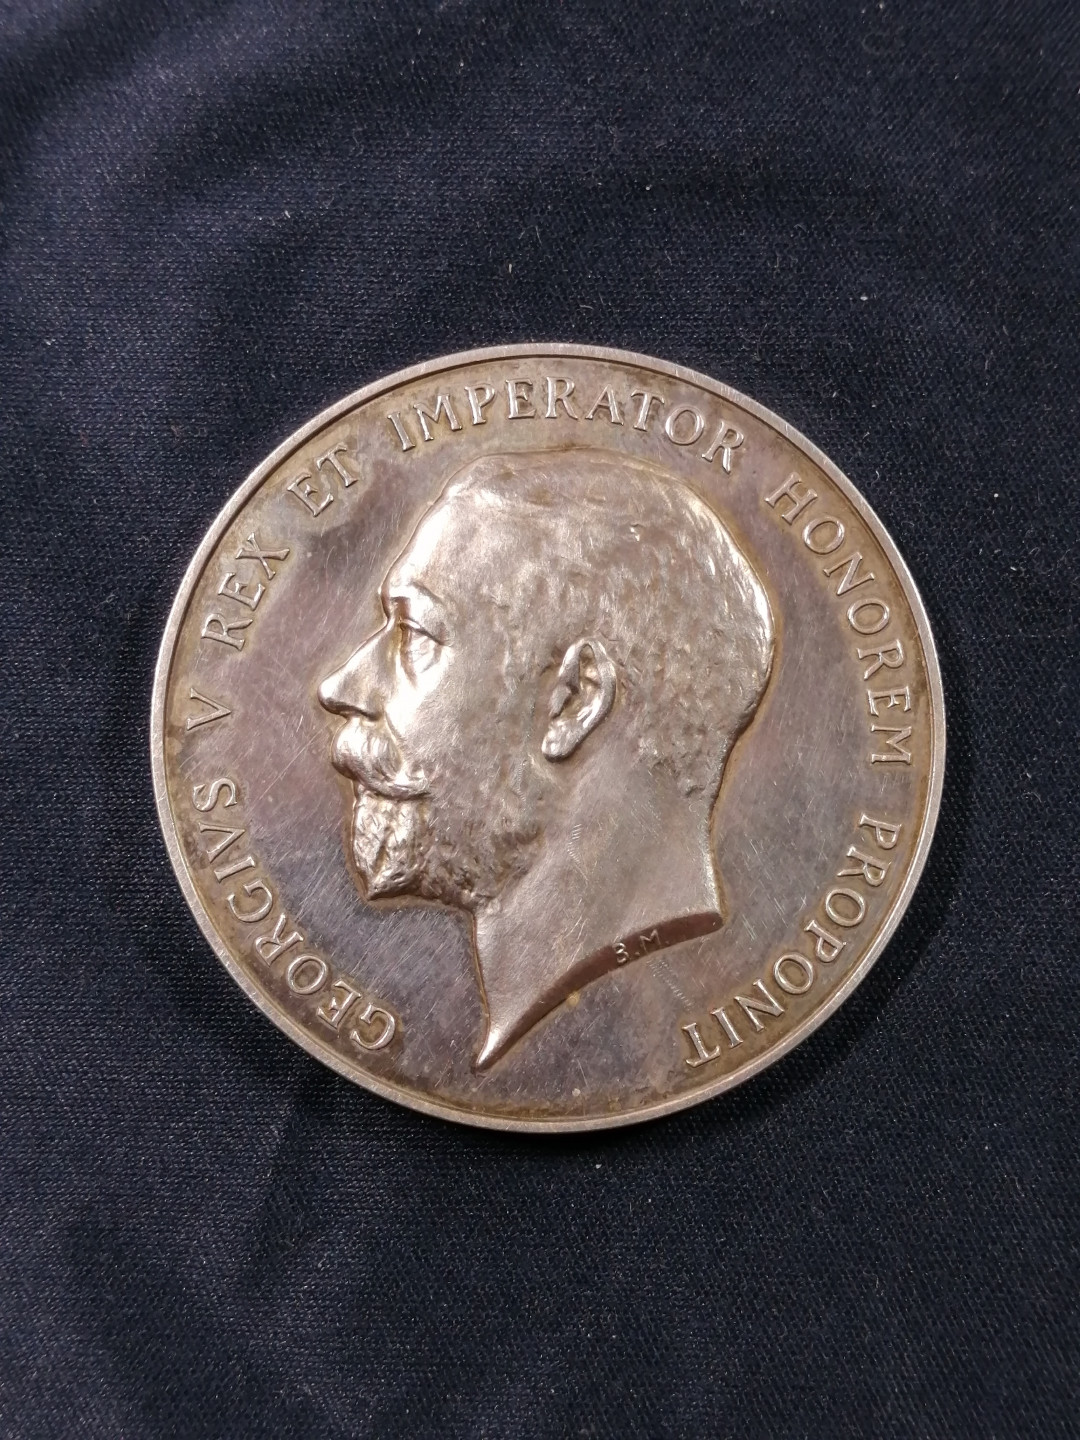 GEORGIVS V REX ET IMPERATOR HONOREM PROPONIT
B.M.